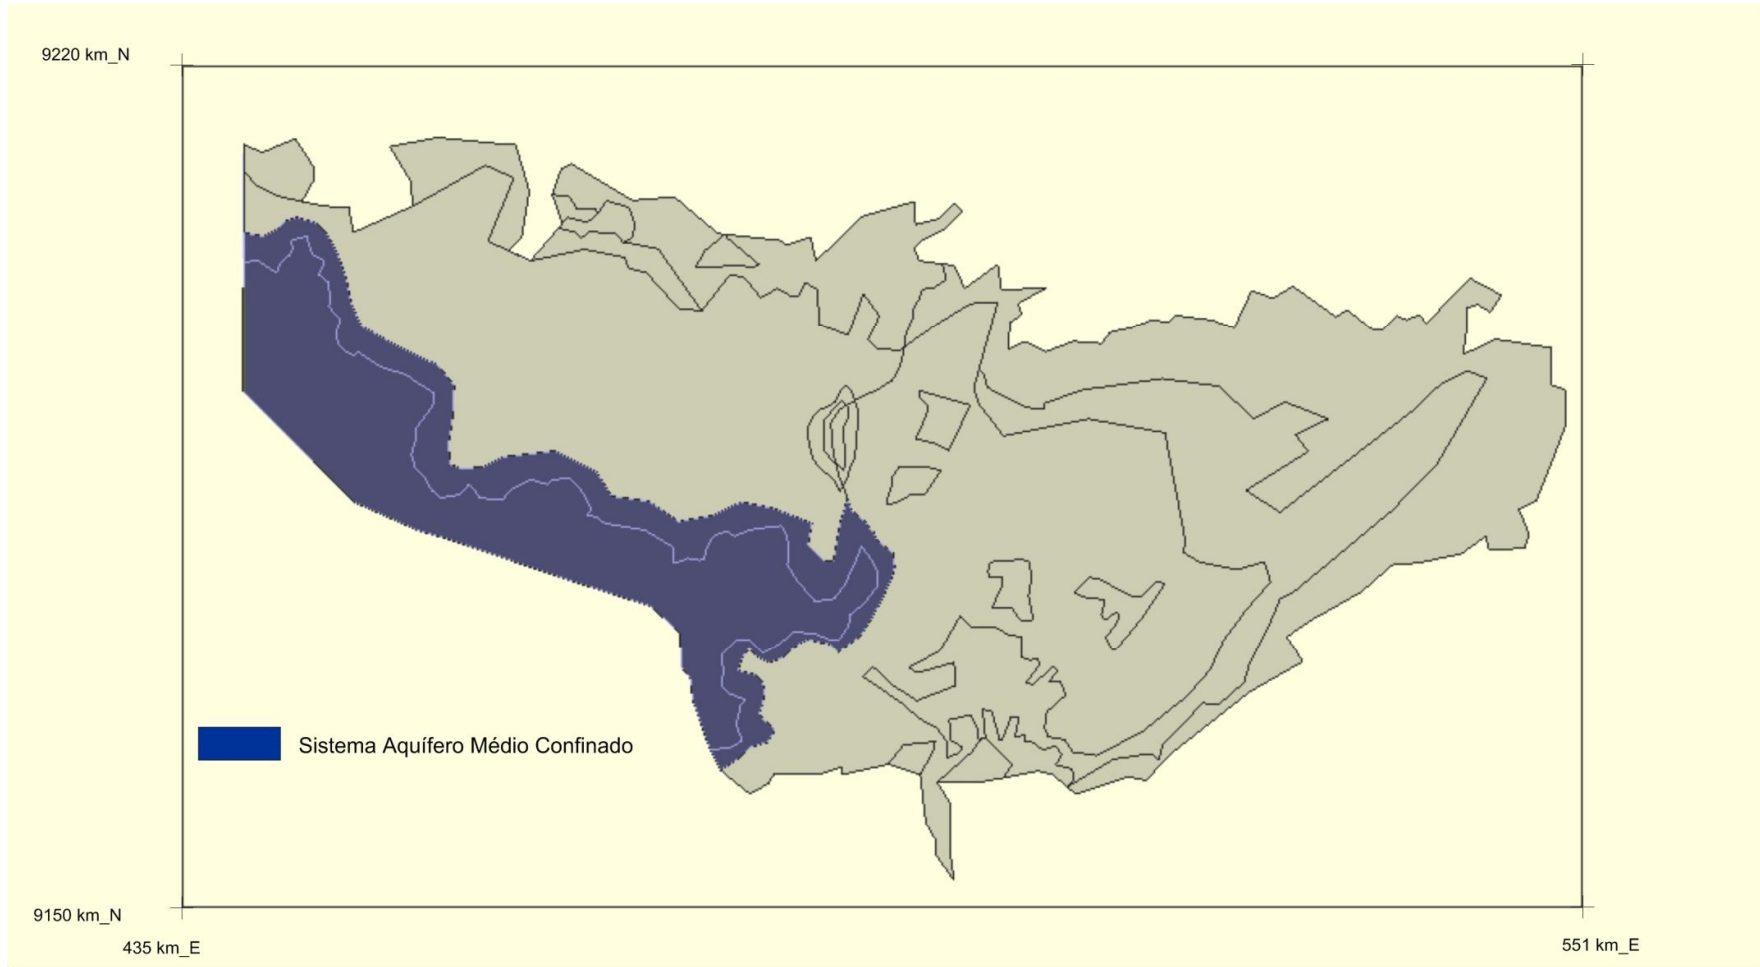 9220 km_N
Sistema Aquífero Médio Confinado
9150 km_N
435 km_E
551 km_E